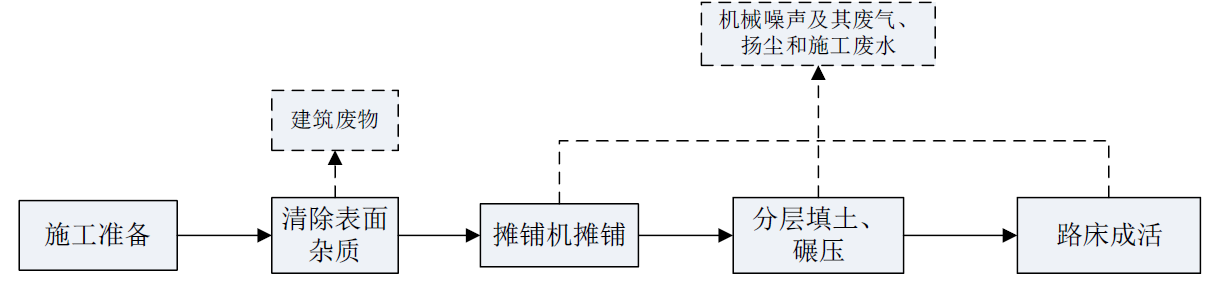 机械噪声及其废气、
扬尘和施工废水
建筑废物
施工准备
清除表面
杂质
摊铺机摊铺
分层填土、
碾压
路床成活